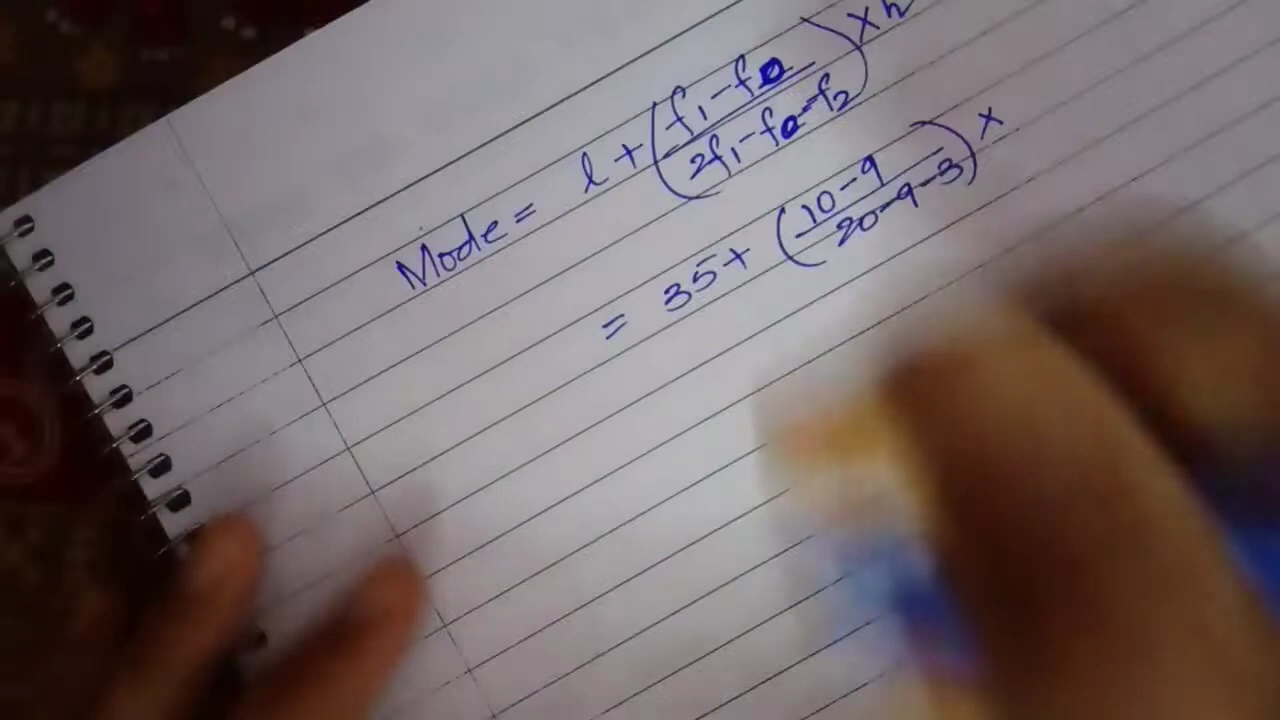 Mode = l + (f₁ - f₀ / 2f₁ - f₀ - f₂) × h
= 35 + (10 - 9 / 20 - 9 - 3) ×